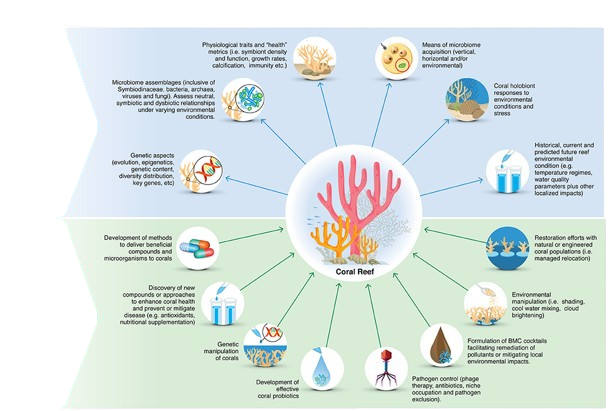 Physiological traits and "health"
metrics (i.e. symbiont density
and function, growth rates,
calcification, immunity etc.)
Means of microbiome
acquisition (vertical,
horizontal and/or
environmental)
Microbiome assemblages (inclusive of
Symbiodinaceae, bacteria, archaea,
viruses and fungi). Assess neutral,
symbiotic and dysbiotic relationships
under varying environmental
conditions.
Coral holobiont
responses to
environmental
conditions and
stress
Genetic aspects
(evolution, epigenetics,
genetic content,
diversity distribution,
key genes, etc)
Historical, current and
predicted future reef
environmental
condition (e.g.
temperature regimes,
water quality
parameters plus other
localized impacts)
Coral Reef
Development of methods
to deliver beneficial
compounds and
microorganisms to corals
Restoration efforts with
natural or engineered
coral populations (i.e.
managed relocation)
Discovery of new
compounds or approaches
to enhance coral health
and prevent or mitigate
disease (e.g. antioxidants,
nutritional supplementation)
Environmental
manipulation (i.e. shading,
cool water mixing, cloud
brightening)
Genetic
manipulation
of corals
Formulation of BMC cocktails
facilitating remediation of
pollutants or mitigating local
environmental impacts.
Development of
effective
coral probiotics
Pathogen control (phage
therapy, antibiotics, niche
occupation and pathogen
exclusion).